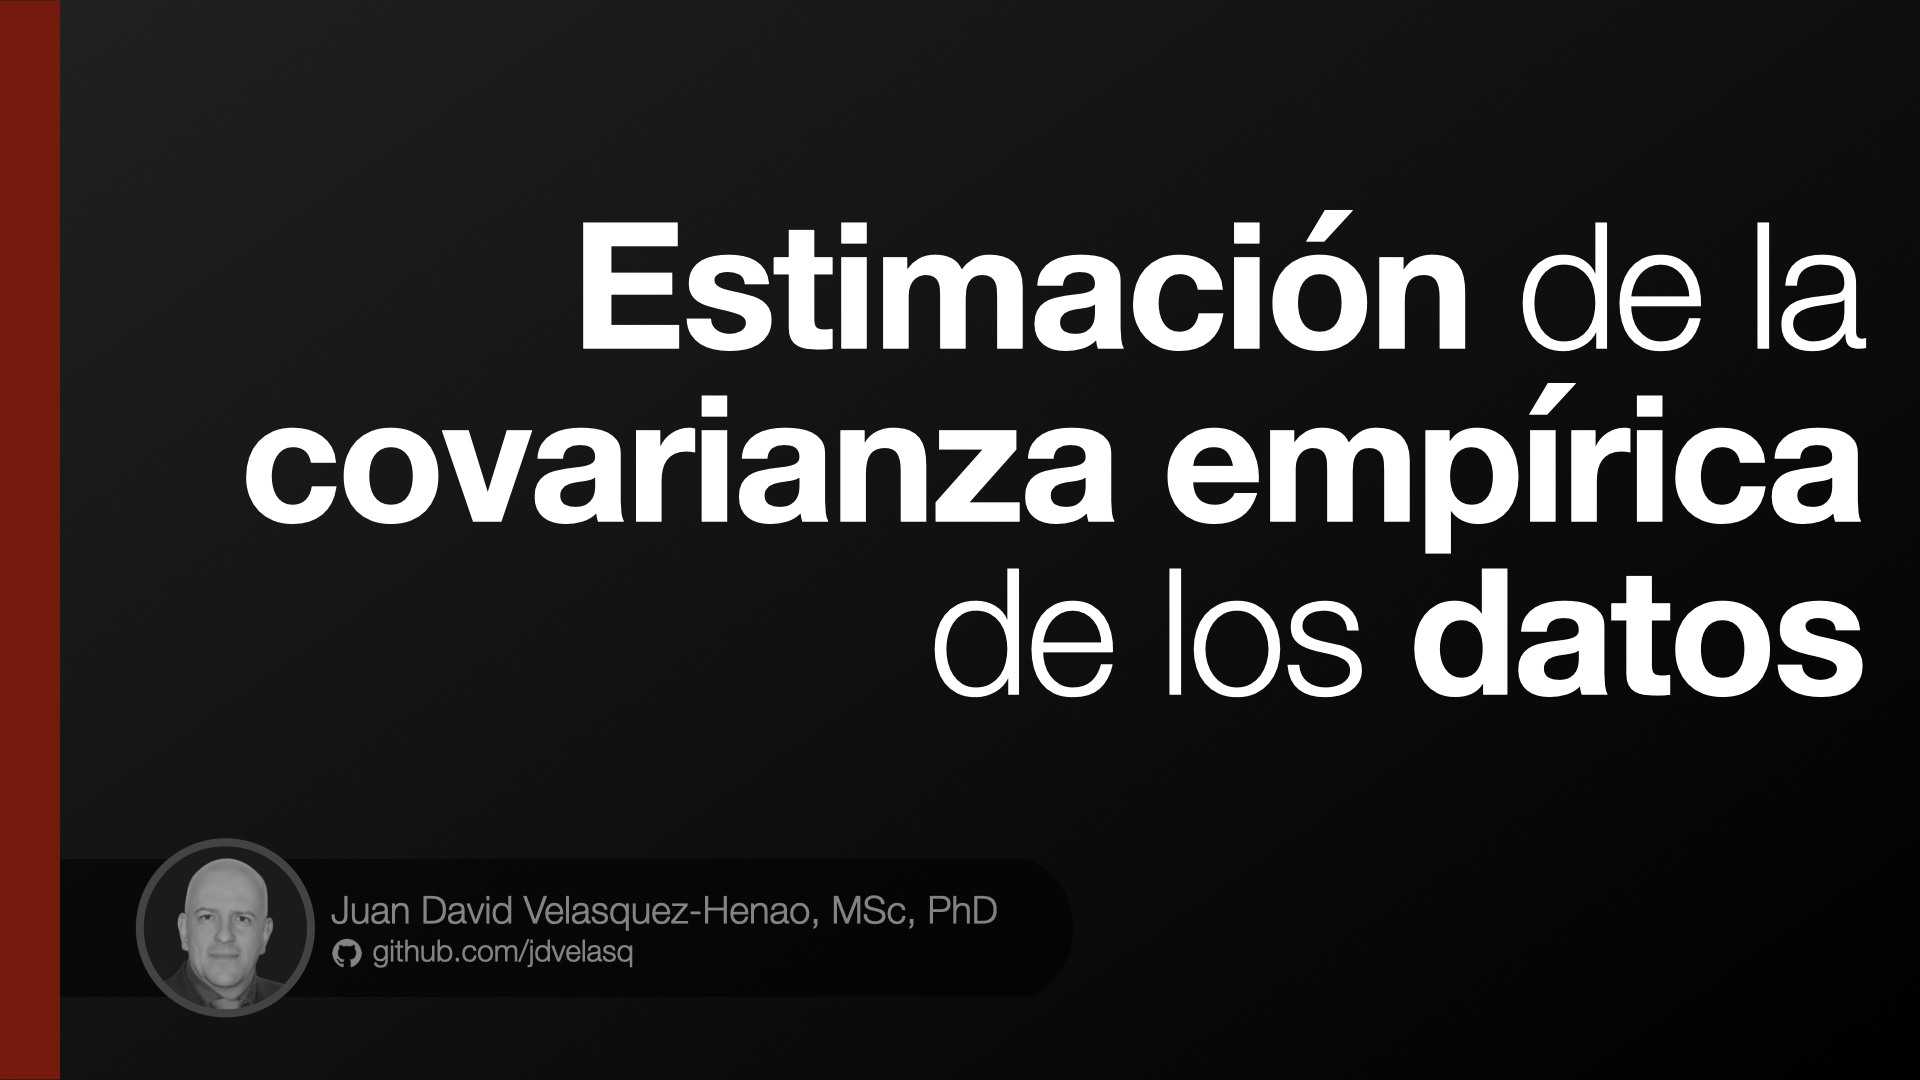 Estimación de la
covarianza empírica
de los datos
Juan David Velasquez-Henao, MSc, PhD
github.com/jdvelasq